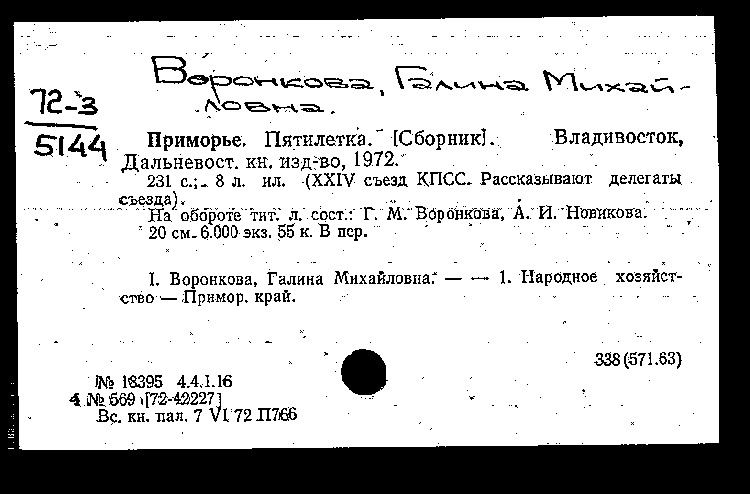 Воронкова, Галина Михай-
ловна.
72-3
5144
Приморье. Пятилетка. [Сборник]. Владивосток,
Дальневост. кн. изд-во, 1972.
231 с.; 8 л. ил. (XXIV съезд КПСС. Рассказывают делегаты
съезда).
На обороте тит. л. сост.: Г. М. Воронкова, А. И. Новикова.
20 см. 6.000 экз. 55 к. В пер.
I. Воронкова, Галина Михайловна. — — 1. Народное хозяйст-
ство — Примор. край.
338(571.63)
№ 18395 4.4.1.16
4 № 569 [72-42227]
Вс. кн. пал. 7 VI 72 П766